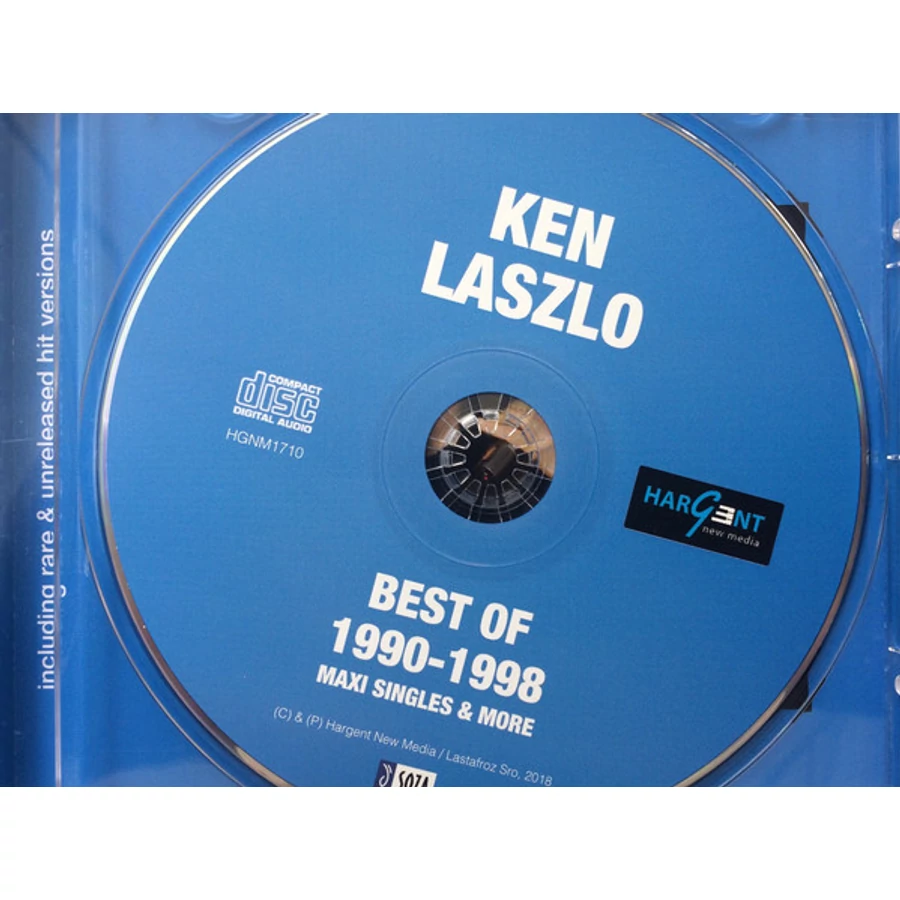 including rare & unreleased hit versions
KEN
LASZLO
COMPACT
disc
DIGITAL AUDIO
HGNM1710
HARGENT
new media
BEST OF
1990-1998
MAXI SINGLES & MORE
(C) & (P) Hargent New Media / Lastafroz Sro, 2018
SOZA